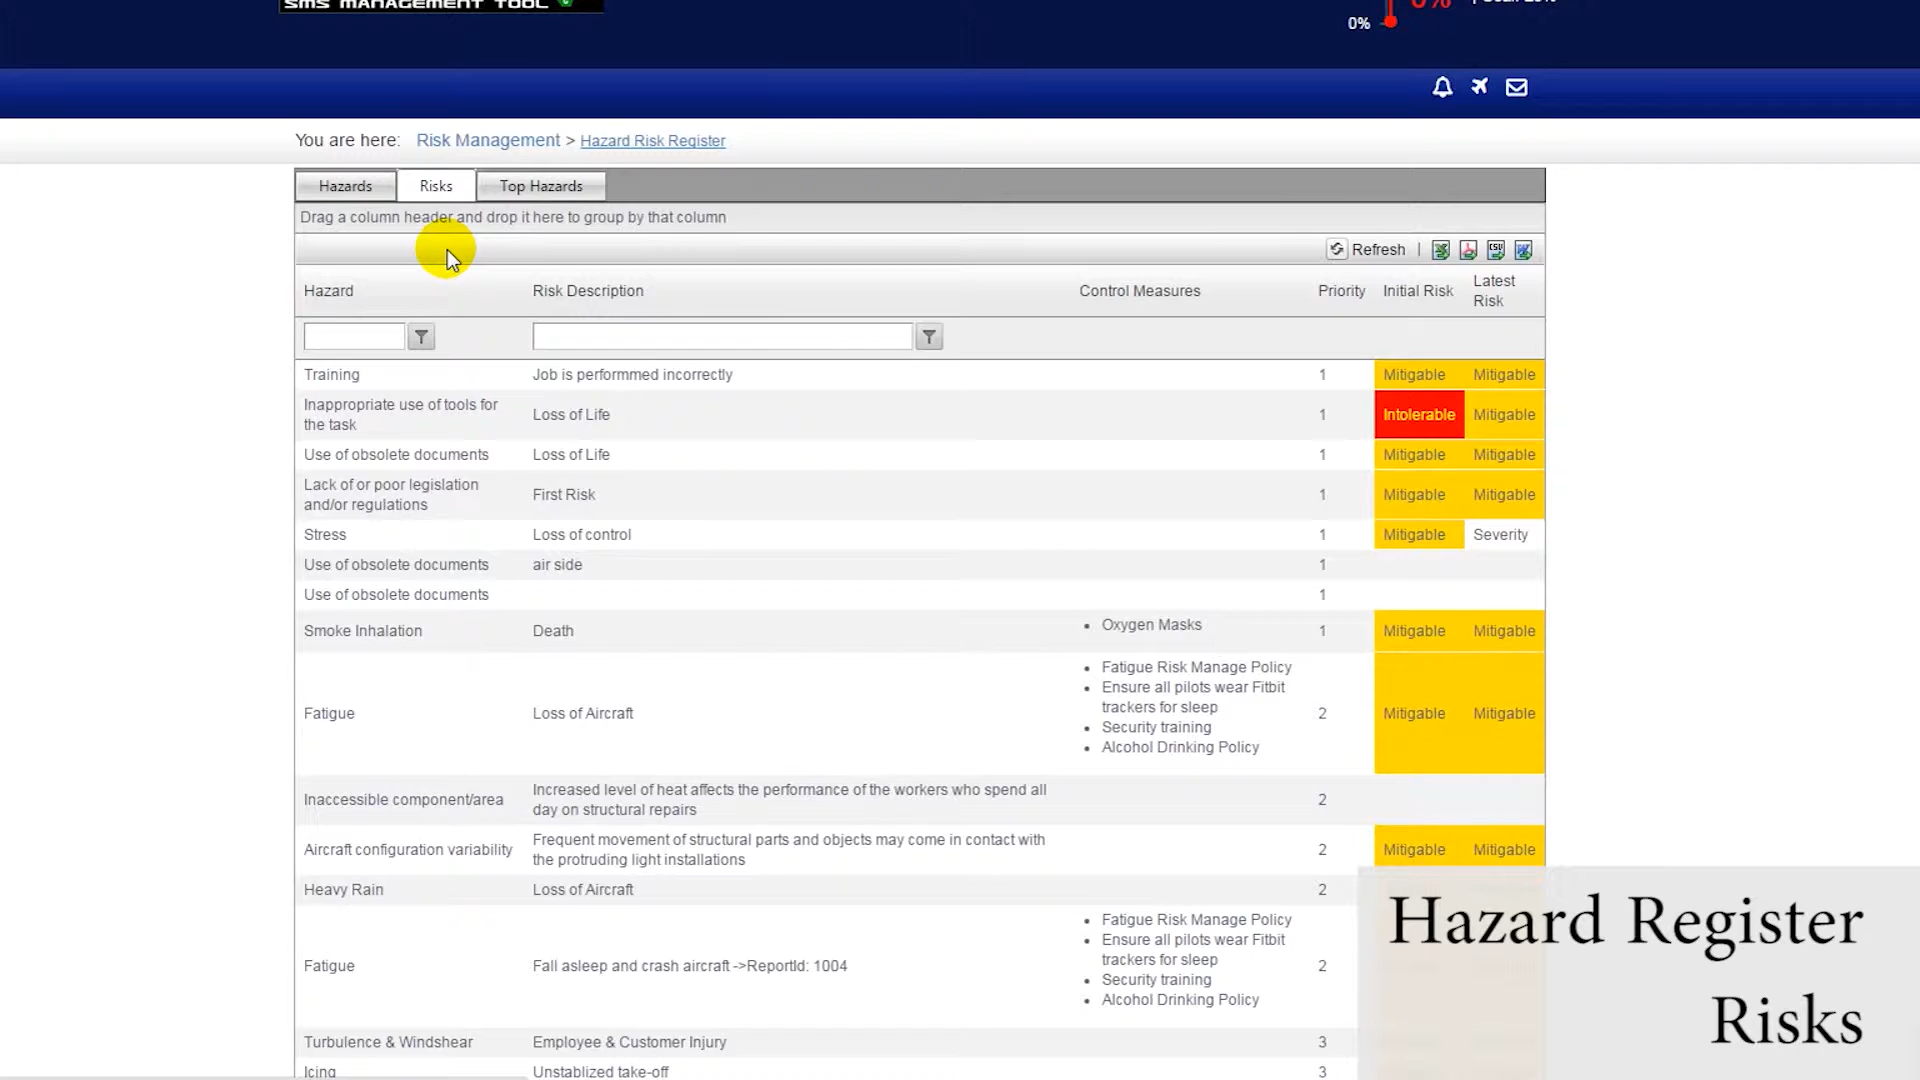 SMS MANAGEMENT TOOL
0%
0%
You are here: Risk Management > Hazard Risk Register
Hazards Risks Top Hazards
Drag a column header and drop it here to group by that column
Refresh |
Hazard Risk Description Control Measures Priority Initial Risk Latest Risk
Training Job is performmed incorrectly 1 Mitigable Mitigable
Inappropriate use of tools for the task Loss of Life 1 Intolerable Mitigable
Use of obsolete documents Loss of Life 1 Mitigable Mitigable
Lack of or poor legislation and/or regulations First Risk 1 Mitigable Mitigable
Stress Loss of control 1 Mitigable Severity
Use of obsolete documents air side 1
Use of obsolete documents 1
Smoke Inhalation Death • Oxygen Masks 1 Mitigable Mitigable
• Fatigue Risk Manage Policy
• Ensure all pilots wear Fitbit
trackers for sleep
Fatigue Loss of Aircraft 2 Mitigable Mitigable
• Security training
• Alcohol Drinking Policy
Inaccessible component/area Increased level of heat affects the performance of the workers who spend all day on structural repairs 2
Aircraft configuration variability Frequent movement of structural parts and objects may come in contact with the protruding light installations 2 Mitigable Mitigable
Heavy Rain Loss of Aircraft 2
• Fatigue Risk Manage Policy
• Ensure all pilots wear Fitbit
trackers for sleep
Fatigue Fall asleep and crash aircraft ->ReportId: 1004 2
• Security training
• Alcohol Drinking Policy
Turbulence & Windshear Employee & Customer Injury 3
Icing Unstablized take-off 3
Hazard Register
Risks